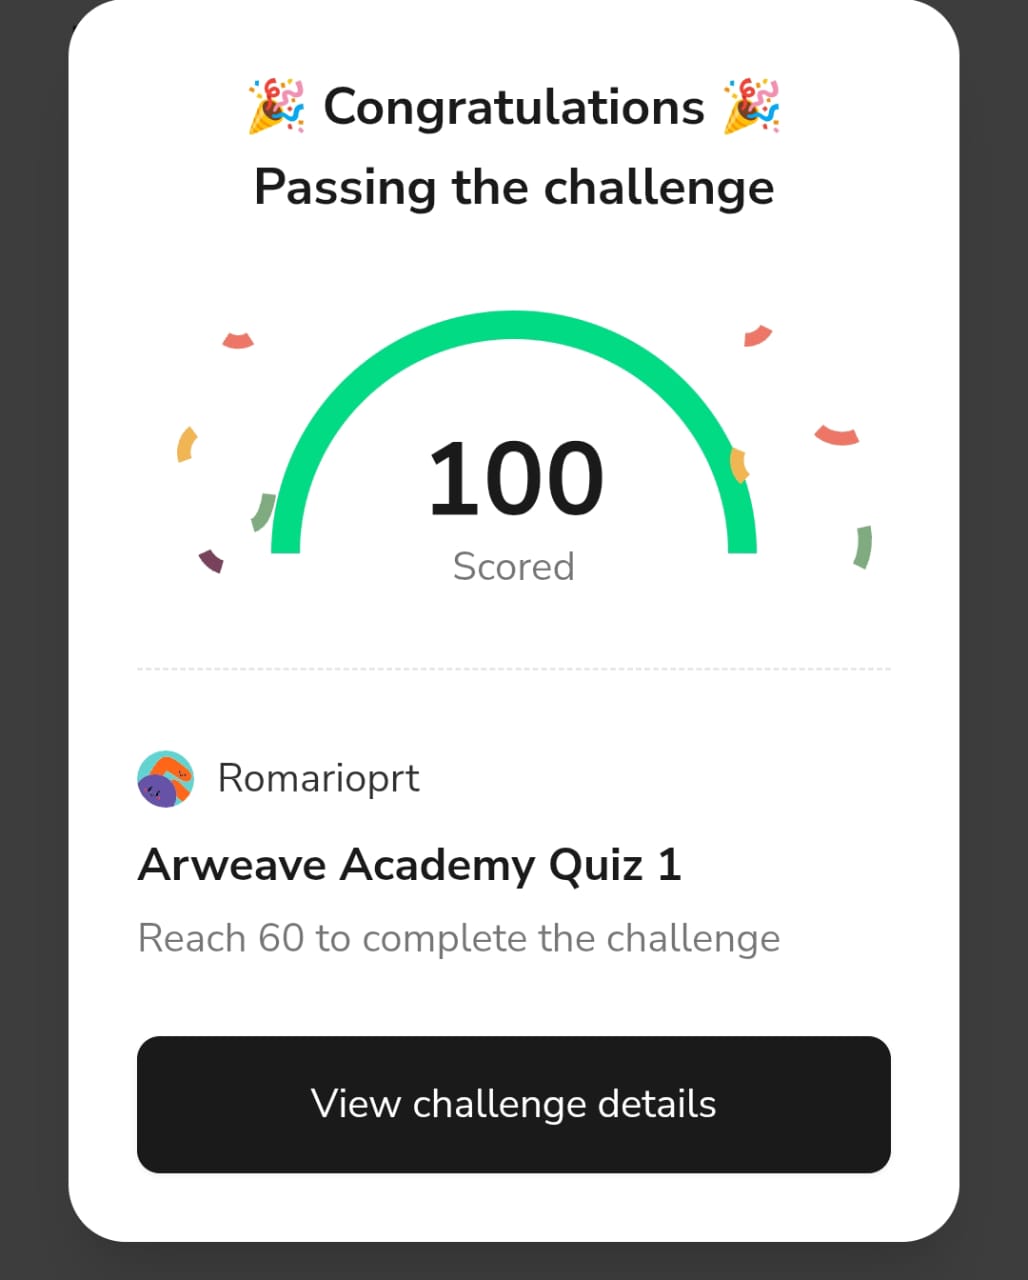 🎉 Congratulations 🎉
Passing the challenge
100
Scored
Romarioprt
Arweave Academy Quiz 1
Reach 60 to complete the challenge
View challenge details